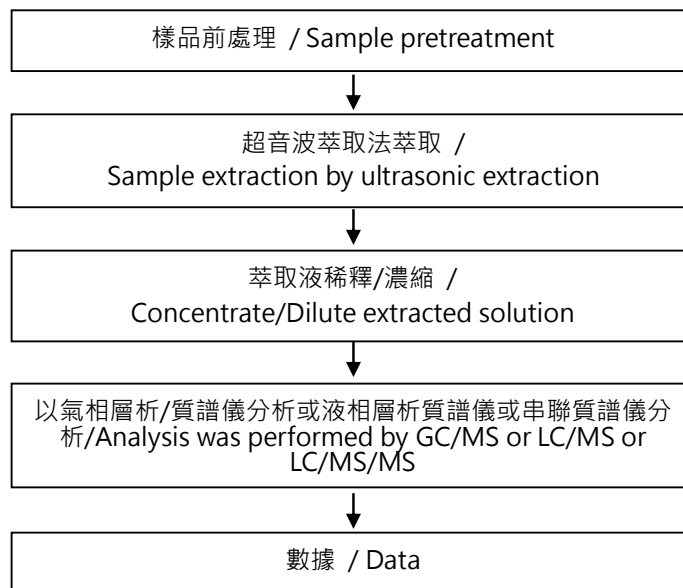 樣品前處理 / Sample pretreatment
超音波萃取法萃取 /
Sample extraction by ultrasonic extraction
萃取液稀釋/濃縮 /
Concentrate/Dilute extracted solution
以氣相層析/質譜儀分析或液相層析質譜儀或串聯質譜儀分
析/Analysis was performed by GC/MS or LC/MS or
LC/MS/MS
數據 / Data